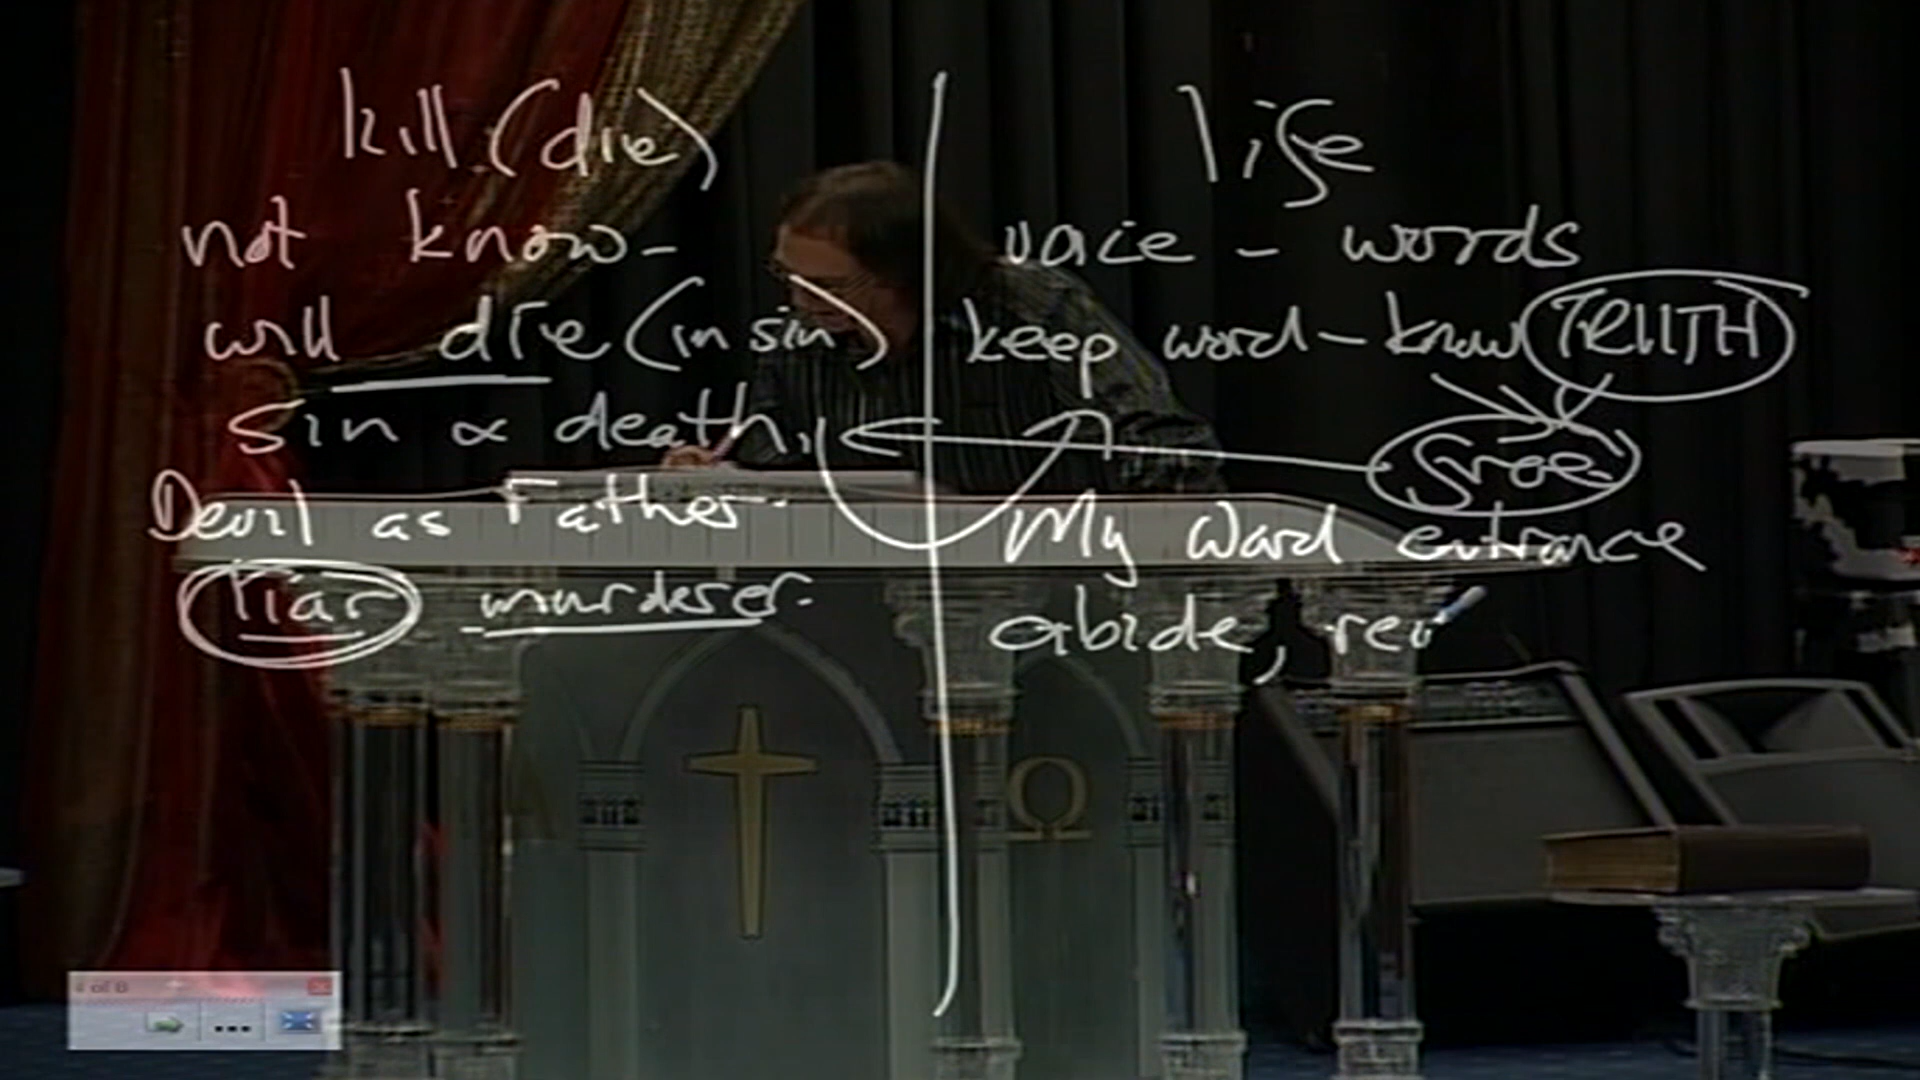 kill (die)
not know-
will die (in sin)
sin ∝ death,
Devil as Father.
liar murderer.
life
voice - words
keep word - know TRUTH
free
My Word entrance
abide, rev
Ω